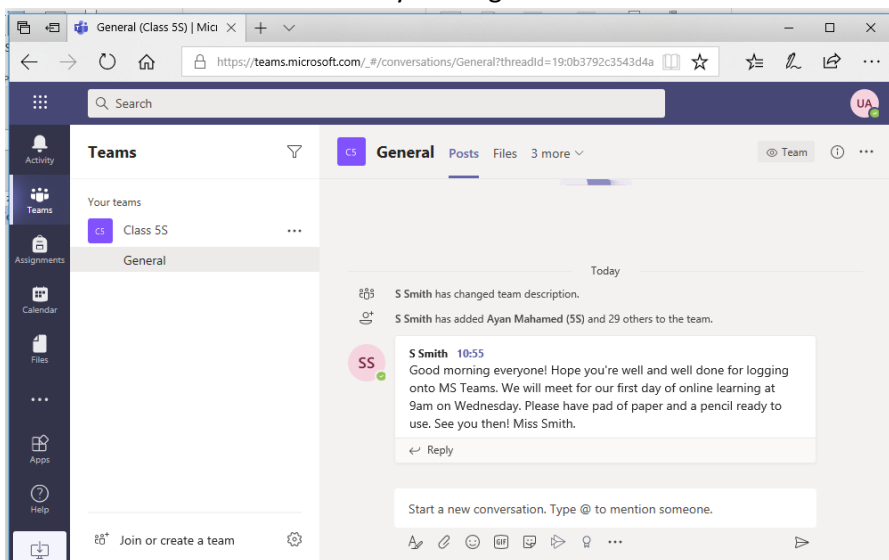 General (Class 5S) | Mic
https://teams.microsoft.com/_#/conversations/General?threadId=19:0b3792c3543d4a
Search
UA
Activity
Teams
Assignments
Calendar
Files
Apps
Help
Teams
Your teams
C5 Class 5S
General
Join or create a team
C5 General Posts Files 3 more
Team
Today
S Smith has changed team description.
S Smith has added Ayan Mahamed (5S) and 29 others to the team.
SS
S Smith 10:55
Good morning everyone! Hope you're well and well done for logging
onto MS Teams. We will meet for our first day of online learning at
9am on Wednesday. Please have pad of paper and a pencil ready to
use. See you then! Miss Smith.
Reply
Start a new conversation. Type @ to mention someone.
GIF